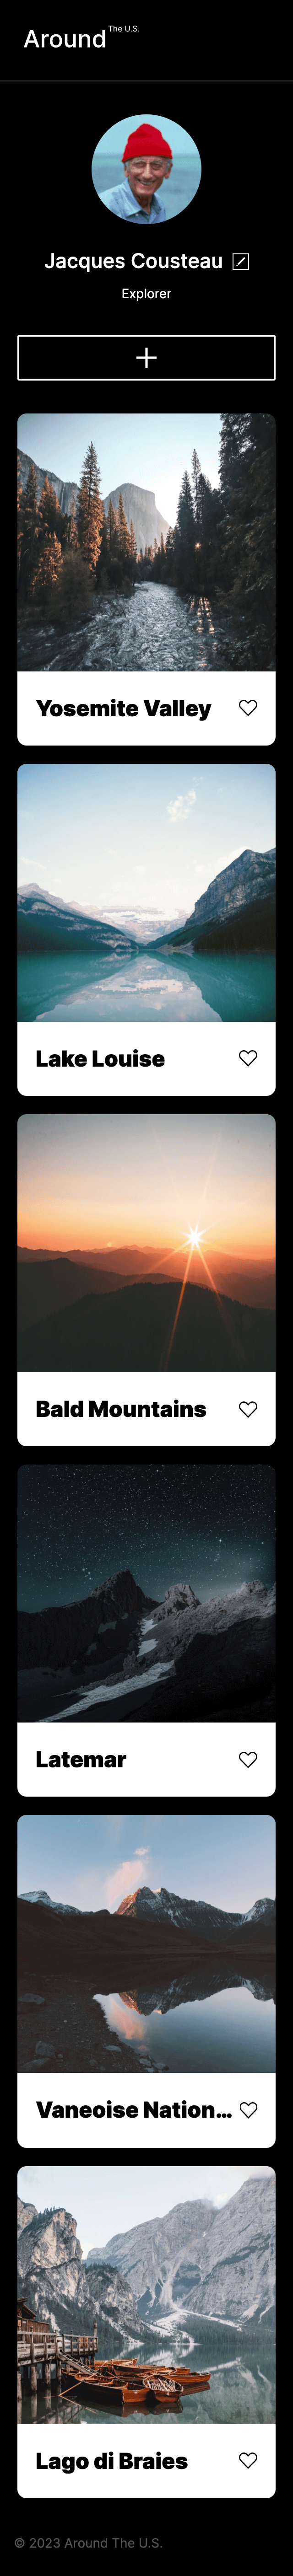 Around The U.S.
Jacques Cousteau
Explorer
Yosemite Valley
Lake Louise
Bald Mountains
Latemar
Vaneoise Nation...
Lago di Braies
© 2023 Around The U.S.